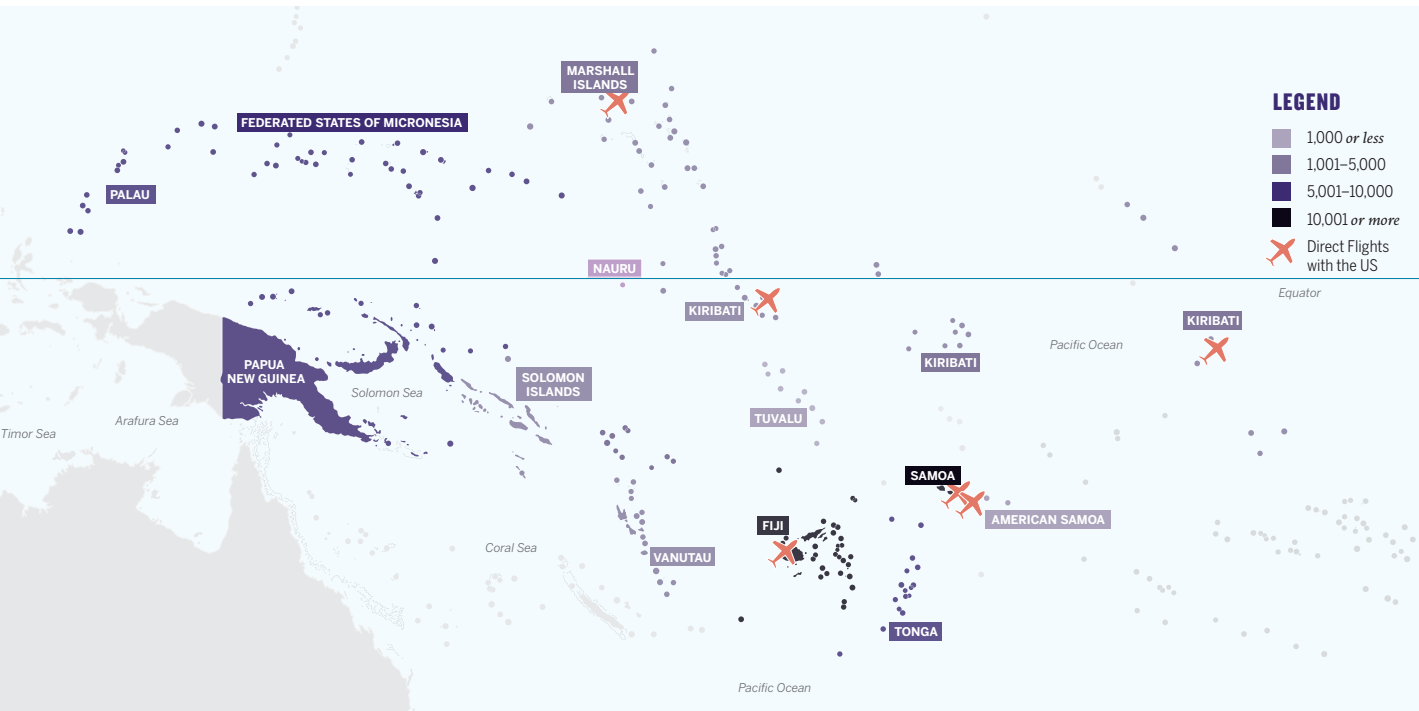 MARSHALL
ISLANDS
LEGEND
FEDERATED STATES OF MICRONESIA
1,000 or less
1,001–5,000
PALAU
5,001–10,000
10,001 or more
Direct Flights
with the US
NAURU
Equator
KIRIBATI
KIRIBATI
Pacific Ocean
KIRIBATI
PAPUA
NEW GUINEA
SOLOMON
ISLANDS
Solomon Sea
TUVALU
Arafura Sea
Timor Sea
SAMOA
AMERICAN SAMOA
FIJI
Coral Sea
VANUTAU
TONGA
Pacific Ocean